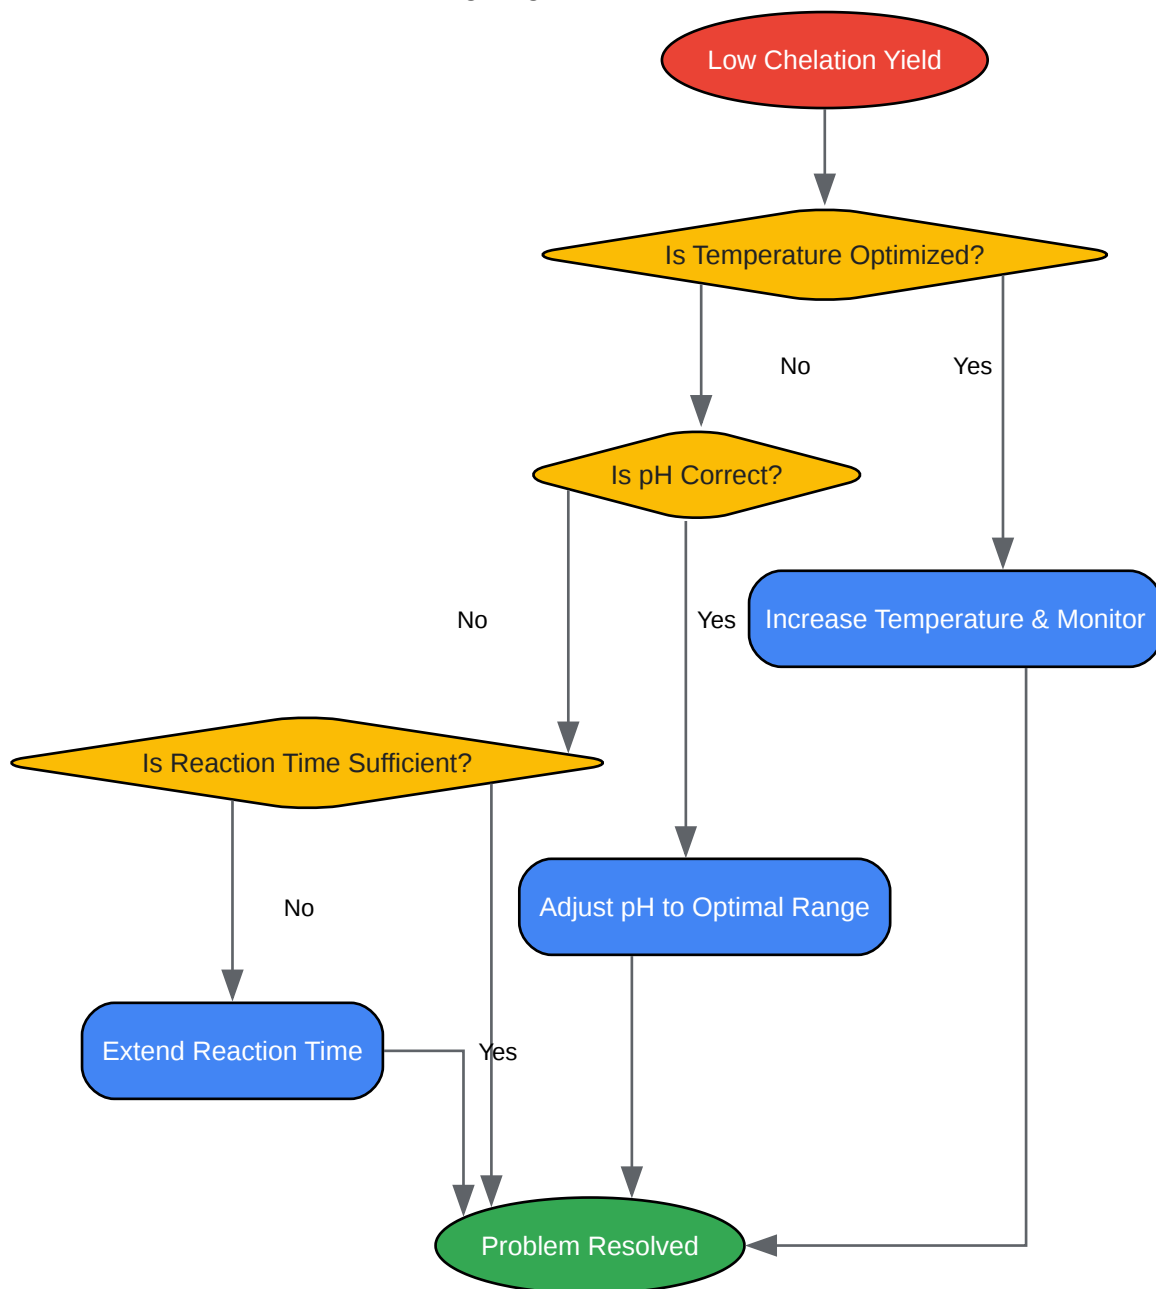 Low Chelation Yield
Is Temperature Optimized?
No
Yes
Is pH Correct?
No
Yes
Increase Temperature & Monitor
Is Reaction Time Sufficient?
No
Adjust pH to Optimal Range
Extend Reaction Time
Yes
Problem Resolved